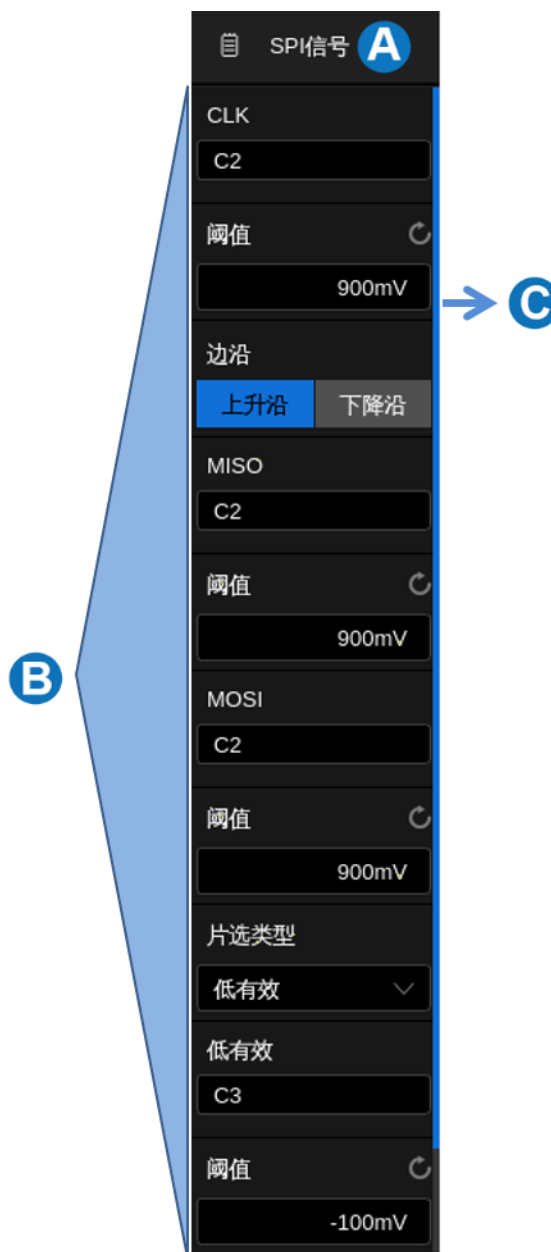 SPI信号 A
CLK
C2
阈值
900mV
C
边沿
上升沿 下降沿
MISO
C2
阈值
900mV
B
MOSI
C2
阈值
900mV
片选类型
低有效
低有效
C3
阈值
-100mV